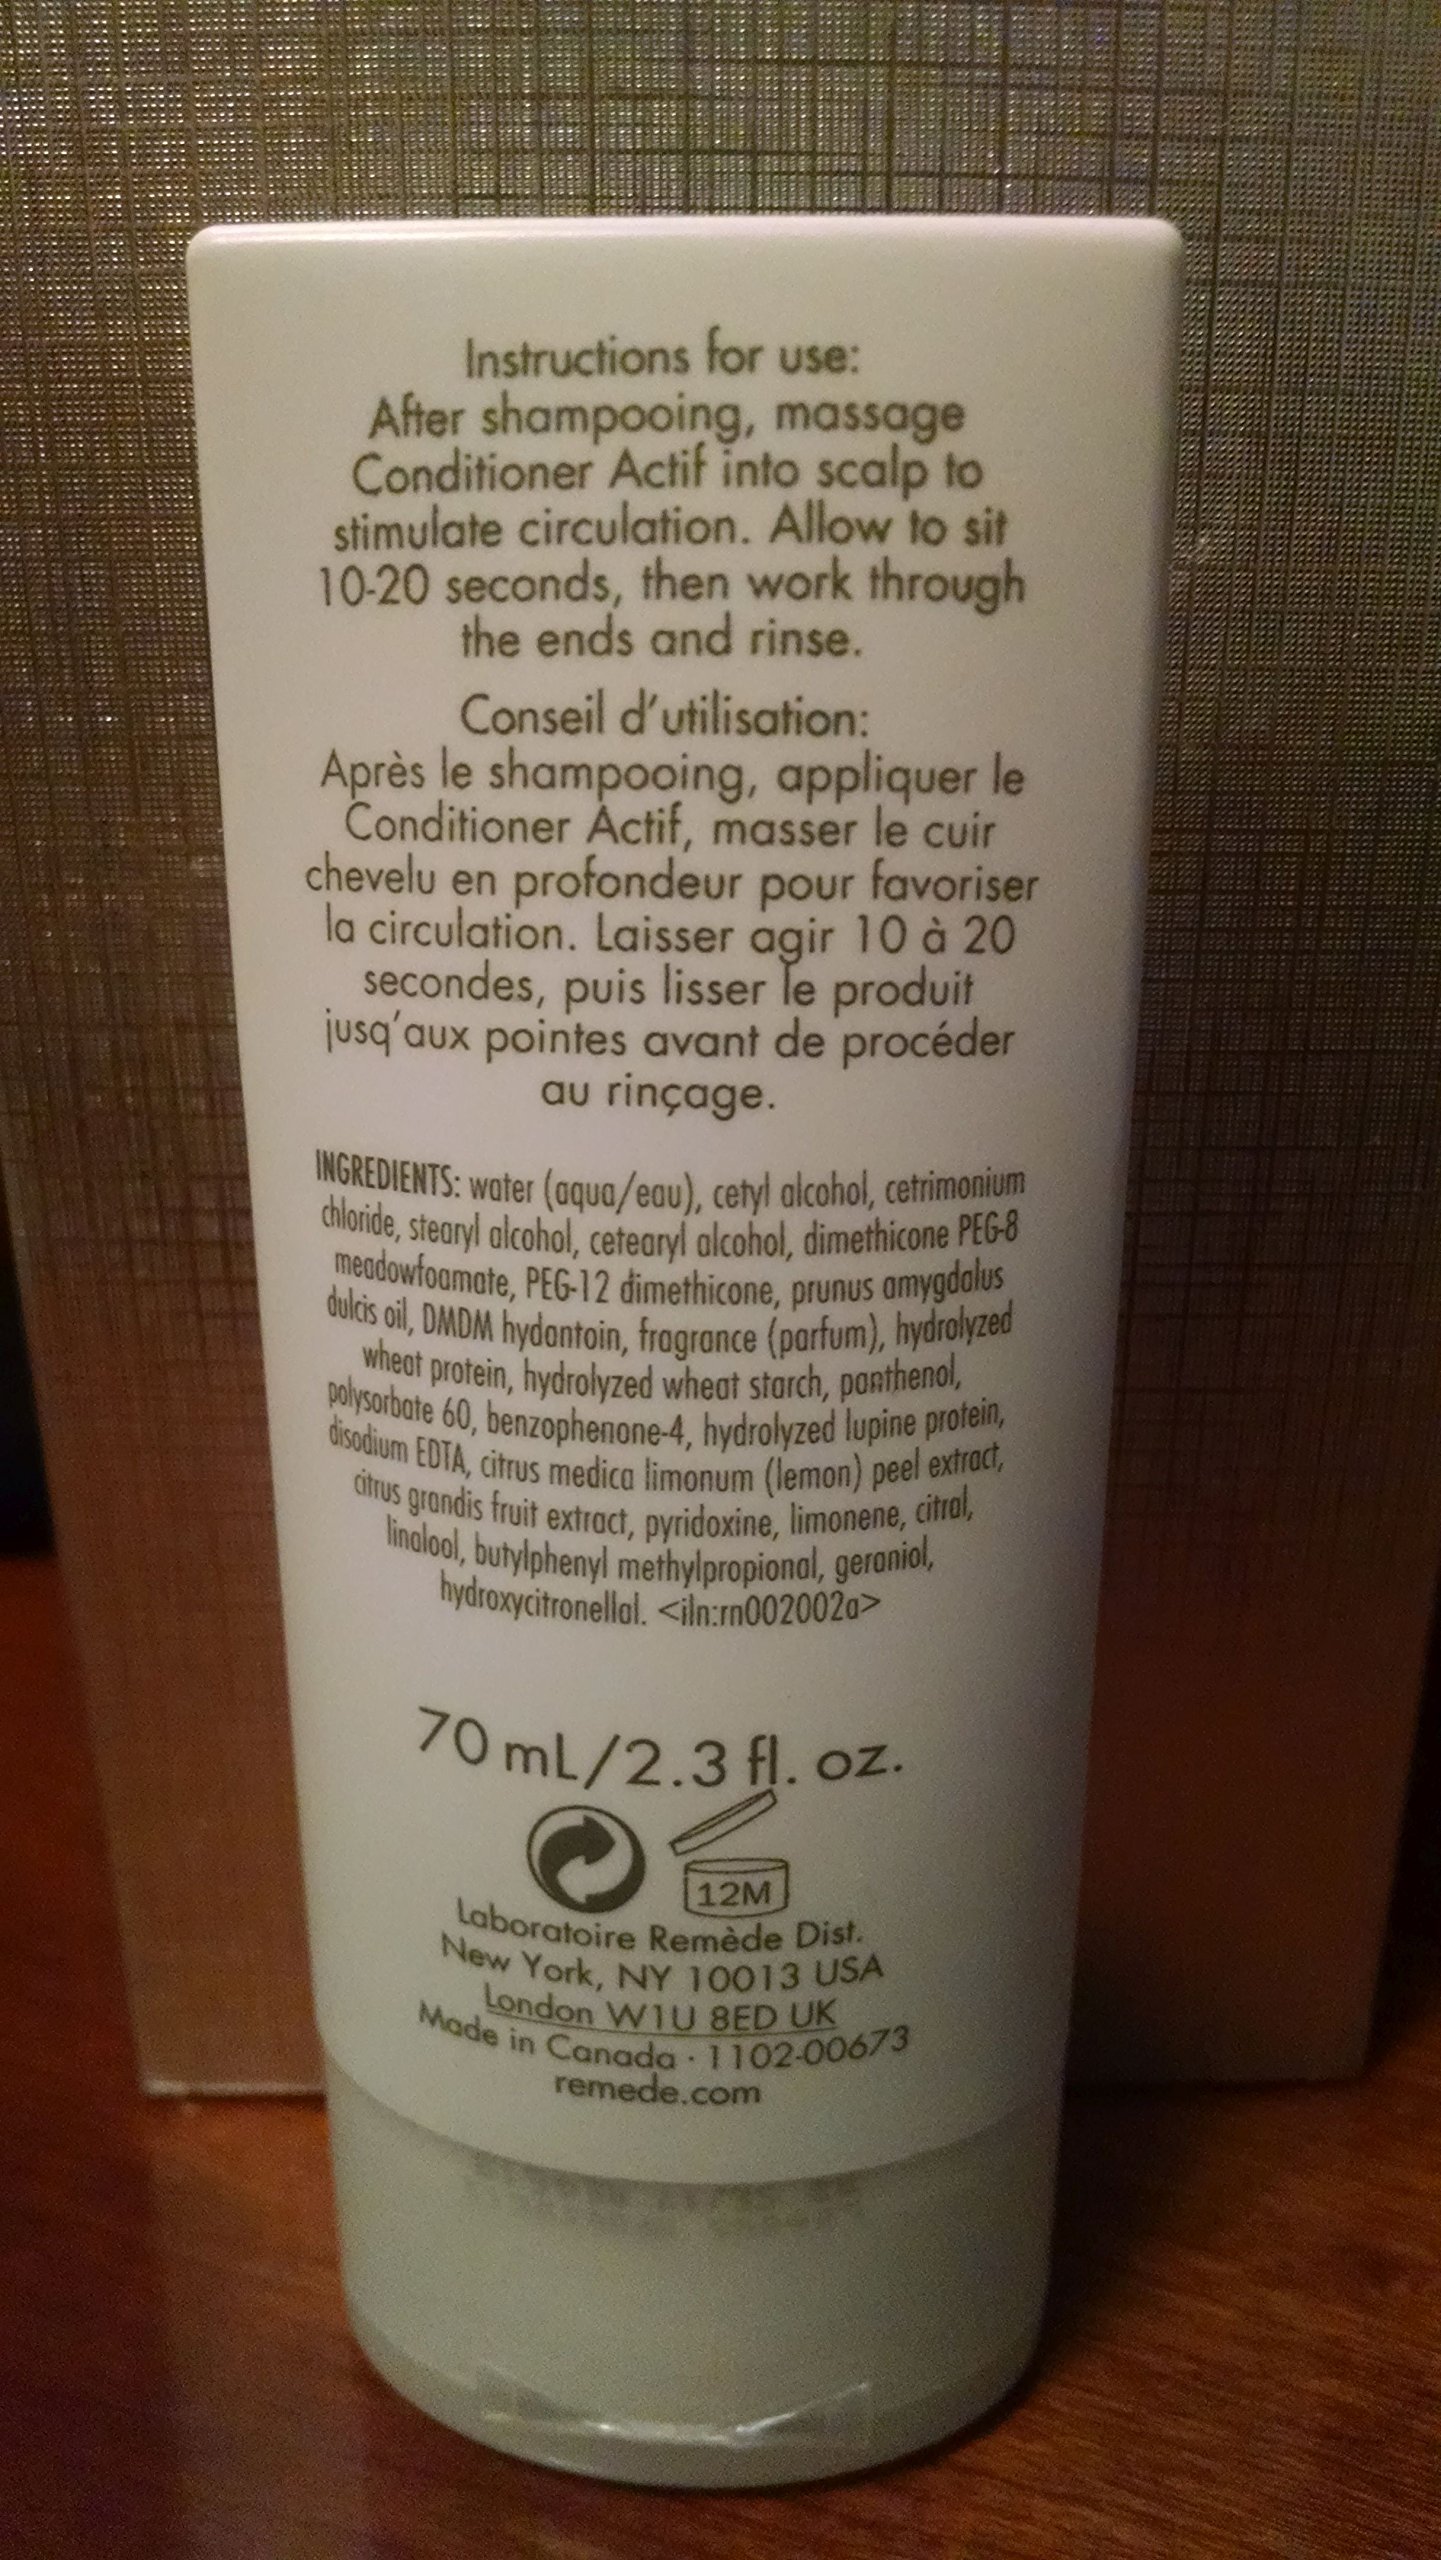 Instructions for use:
After shampooing, massage
Conditioner Actif into scalp to
stimulate circulation. Allow to sit
10-20 seconds, then work through
the ends and rinse.
Conseil d'utilisation:
Après le shampooing, appliquer le
Conditioner Actif, masser le cuir
chevelu en profondeur pour favoriser
la circulation. Laisser agir 10 à 20
secondes, puis lisser le produit
jusq'aux pointes avant de procéder
au rinçage.
INGREDIENTS: water (aqua/eau), cetyl alcohol, cetrimonium
chloride, stearyl alcohol, cetearyl alcohol, dimethicone PEG-8
meadowfoamate, PEG-12 dimethicone, prunus amygdalus
dulcis oil, DMDM hydantoin, fragrance (parfum), hydrolyzed
wheat protein, hydrolyzed wheat starch, panthenol,
polysorbate 60, benzophenone-4, hydrolyzed lupine protein,
disodium EDTA, citrus medica limonum (lemon) peel extract,
citrus grandis fruit extract, pyridoxine, limonene, citral,
linalool, butylphenyl methylpropional, geraniol,
hydroxycitronellal. <iln:rn002002a>
70 mL/2.3 fl. oz.
12M
Laboratoire Remède Dist.
New York, NY 10013 USA
London W1U 8ED UK
Made in Canada · 1102-00673
remede.com